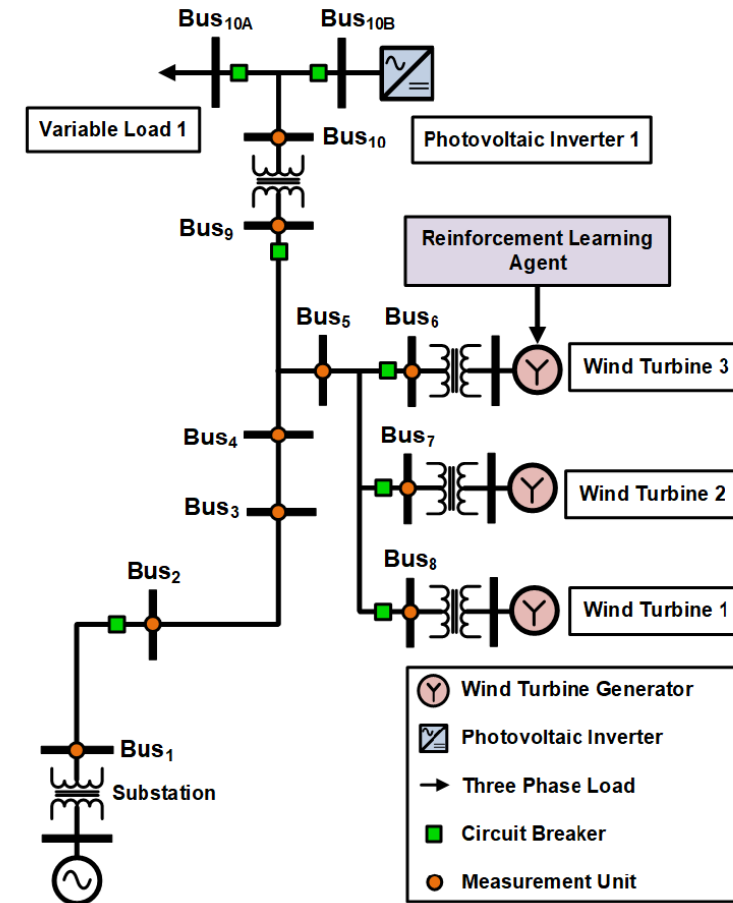 Bus10A
Bus10B
Variable Load 1
Bus10
Photovoltaic Inverter 1
Bus9
Reinforcement Learning
Agent
Bus5
Bus6
Wind Turbine 3
Bus4
Bus7
Bus3
Wind Turbine 2
Bus2
Bus8
Wind Turbine 1
Wind Turbine Generator
Bus1
Photovoltaic Inverter
Substation
Three Phase Load
Circuit Breaker
Measurement Unit